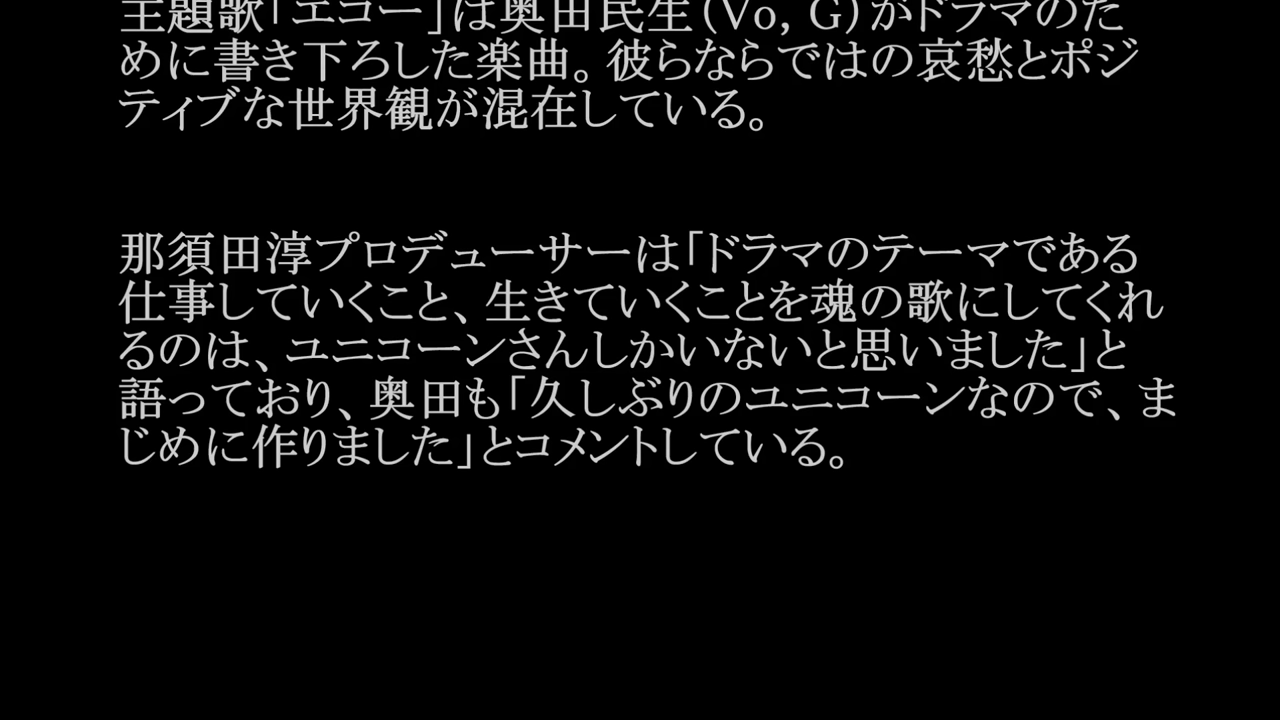 主題歌「エコー」は奥田民生（Vo, G）がドラマのた
めに書き下ろした楽曲。彼らならではの哀愁とポジ
ティブな世界観が混在している。
那須田淳プロデューサーは「ドラマのテーマである
仕事していくこと、生きていくことを魂の歌にしてくれ
るのは、ユニコーンさんしかいないと思いました」と
語っており、奥田も「久しぶりのユニコーンなので、ま
じめに作りました」とコメントしている。